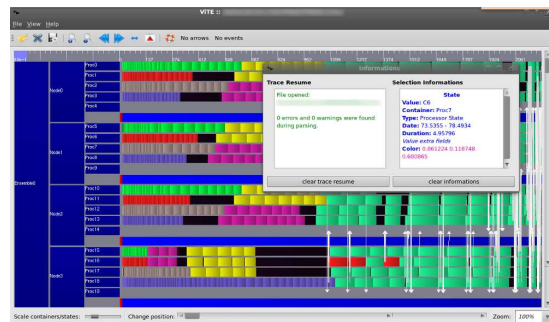 ViTE ::
File View Help
No arrows No events
Informations
Trace Resume
Selection Informations
File opened:
0 errors and 0 warnings were found
during parsing.
State
Value: C6
Container: Proc7
Type: Processor State
Date: 73.5355 - 78.4934
Duration: 4.95796
Value extra fields
Color: 0.861224 0.118748
0.600865
clear trace resume
clear informations
Ensemble0
Node0
Proc0
Proc1
Proc2
Proc3
Proc4
Node1
Proc5
Proc6
Proc7
Proc8
Proc9
Node2
Proc10
Proc11
Proc12
Proc13
Proc14
Node3
Proc15
Proc16
Proc17
Proc18
Scale containers/states:
Change position:
Zoom: 100%